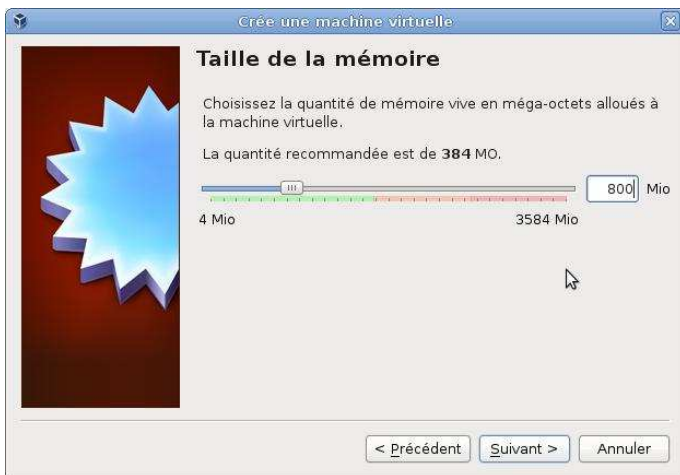 Crée une machine virtuelle
Taille de la mémoire
Choisissez la quantité de mémoire vive en méga-octets alloués à
la machine virtuelle.
La quantité recommandée est de 384 MO.
800 Mio
4 Mio 3584 Mio
< Précédent Suivant > Annuler